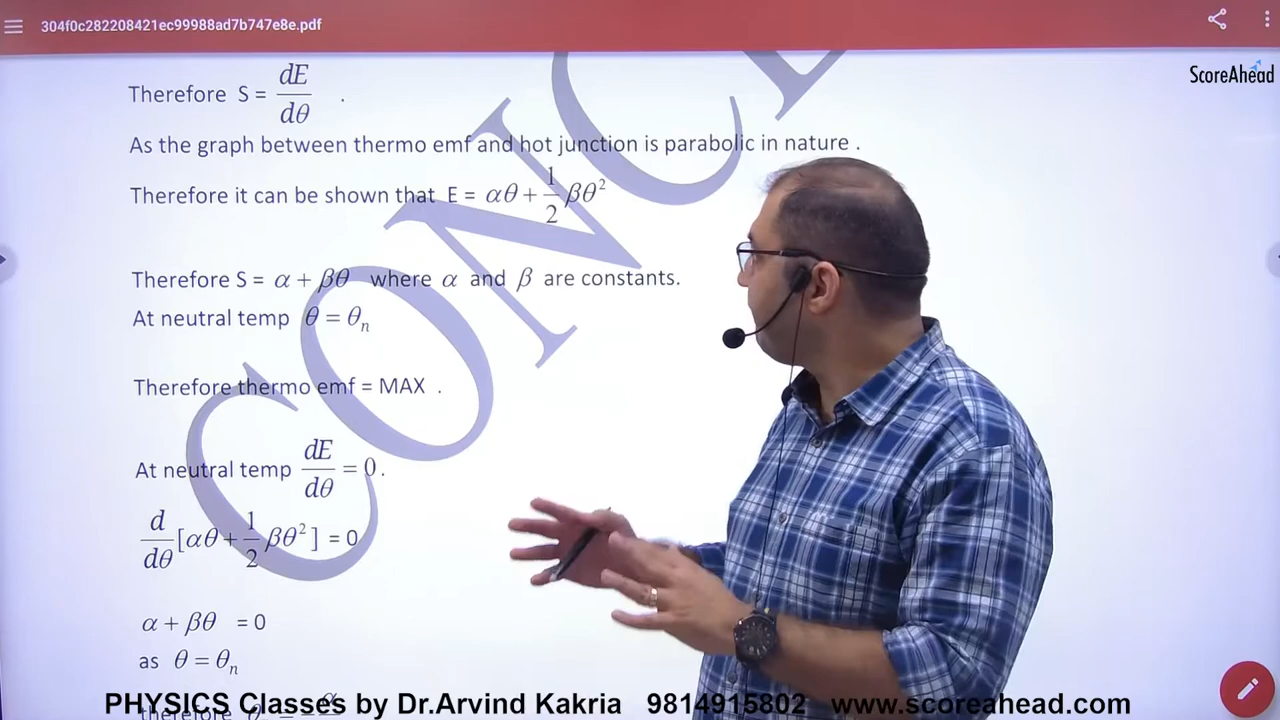 304f0c282208421ec99988ad7b747e8e.pdf
ScoreAhead
Therefore S = dE/dθ .
As the graph between thermo emf and hot junction is parabolic in nature .
Therefore it can be shown that E = αθ + 1/2 βθ²
Therefore S = α + βθ where α and β are constants.
At neutral temp θ = θn
Therefore thermo emf = MAX .
At neutral temp dE/dθ = 0 .
d/dθ [αθ + 1/2 βθ²] = 0
α + βθ = 0
as θ = θn
PHYSICS Classes by Dr.Arvind Kakria 9814915802 www.scoreahead.com
therefore